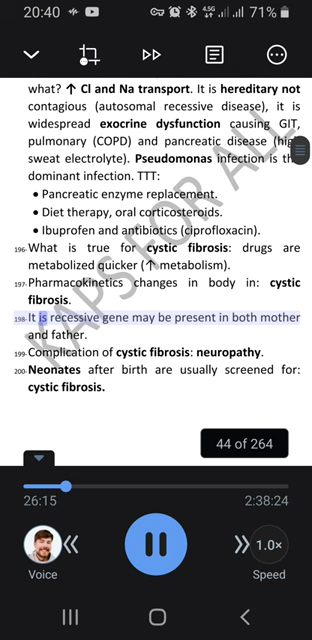 20:40
4.5G
71%
what? ↑ Cl and Na transport. It is hereditary not
contagious (autosomal recessive disease), it is
widespread exocrine dysfunction causing GIT,
pulmonary (COPD) and pancreatic disease (high
sweat electrolyte). Pseudomonas infection is the
dominant infection. TTT:
• Pancreatic enzyme replacement.
• Diet therapy, oral corticosteroids.
• Ibuprofen and antibiotics (ciprofloxacin).
196- What is true for cystic fibrosis: drugs are
metabolized quicker (↑ metabolism).
197- Pharmacokinetics changes in body in: cystic
fibrosis.
198- It is recessive gene may be present in both mother
and father.
199- Complication of cystic fibrosis: neuropathy.
200- Neonates after birth are usually screened for:
cystic fibrosis.
KAPS FOR ALL
44 of 264
26:15
2:38:24
1.0×
Voice
Speed